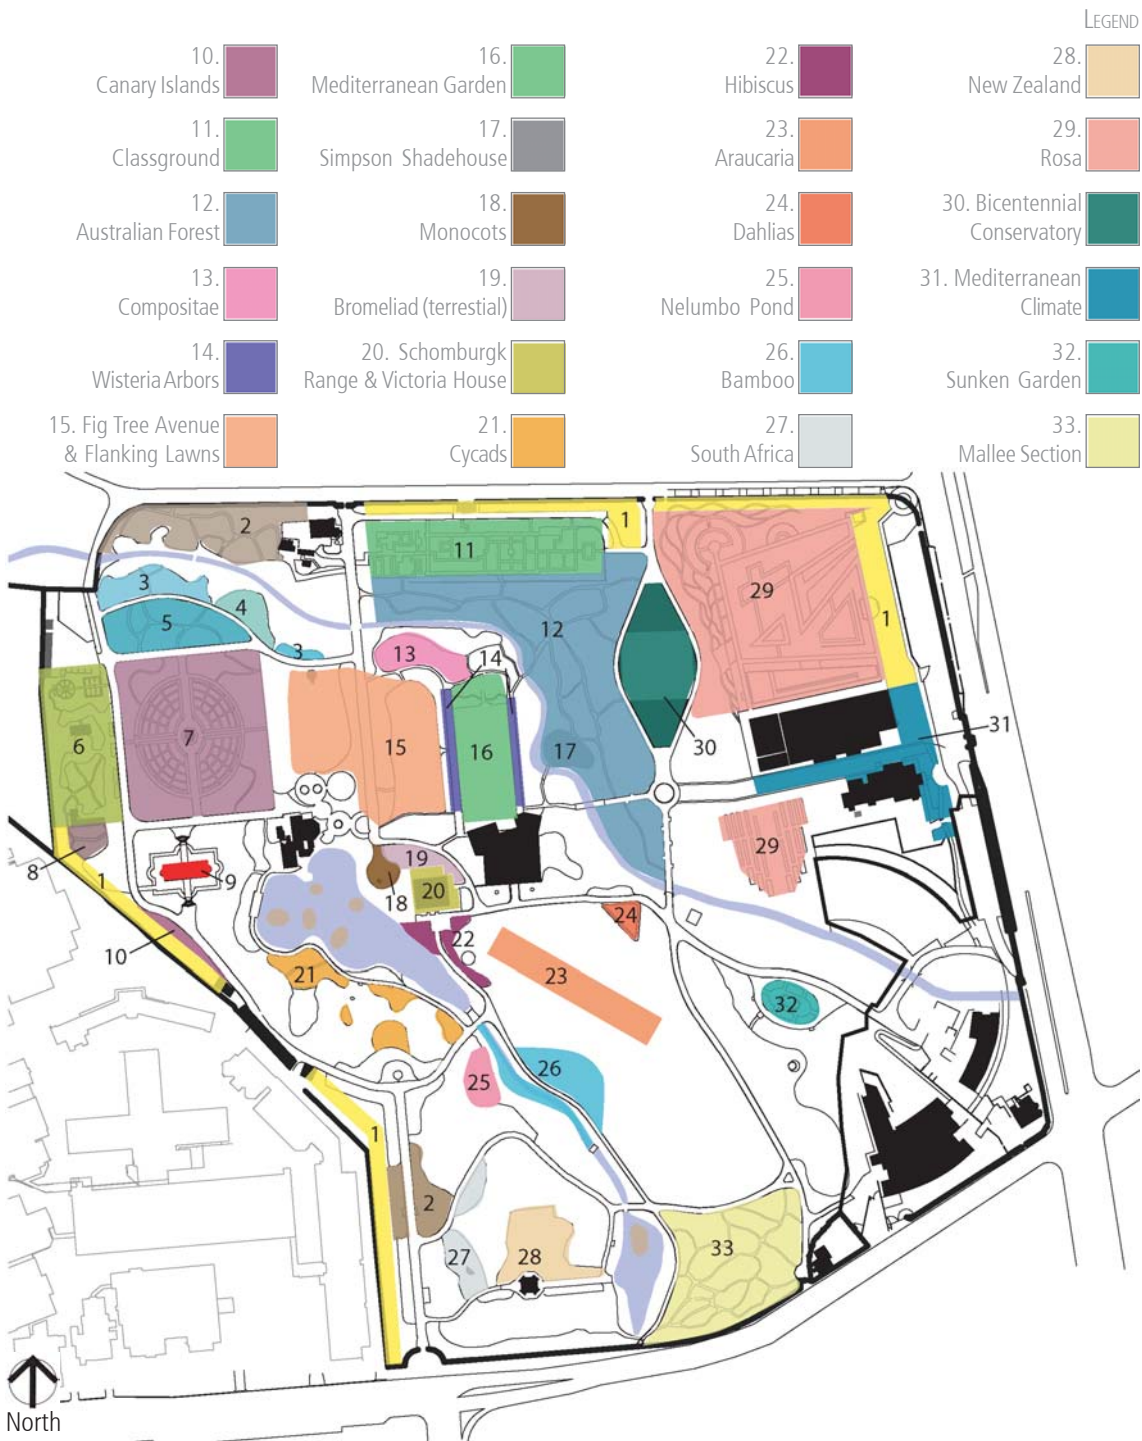 LEGEND
10.
Canary Islands
11.
Classground
12.
Australian Forest
13.
Compositae
14.
Wisteria Arbors
15. Fig Tree Avenue
& Flanking Lawns
16.
Mediterranean Garden
17.
Simpson Shadehouse
18.
Monocots
19.
Bromeliad (terrestial)
20. Schomburgk
Range & Victoria House
21.
Cycads
22.
Hibiscus
23.
Araucaria
24.
Dahlias
25.
Nelumbo Pond
26.
Bamboo
27.
South Africa
28.
New Zealand
29.
Rosa
30. Bicentennial
Conservatory
31. Mediterranean
Climate
32.
Sunken Garden
33.
Mallee Section
2
1
11
3
4
29
5
12
1
3
13
14
31
6
7
15
16
17
30
8
1
9
19
29
18
20
24
10
22
21
23
32
25
26
1
2
27
28
33
North